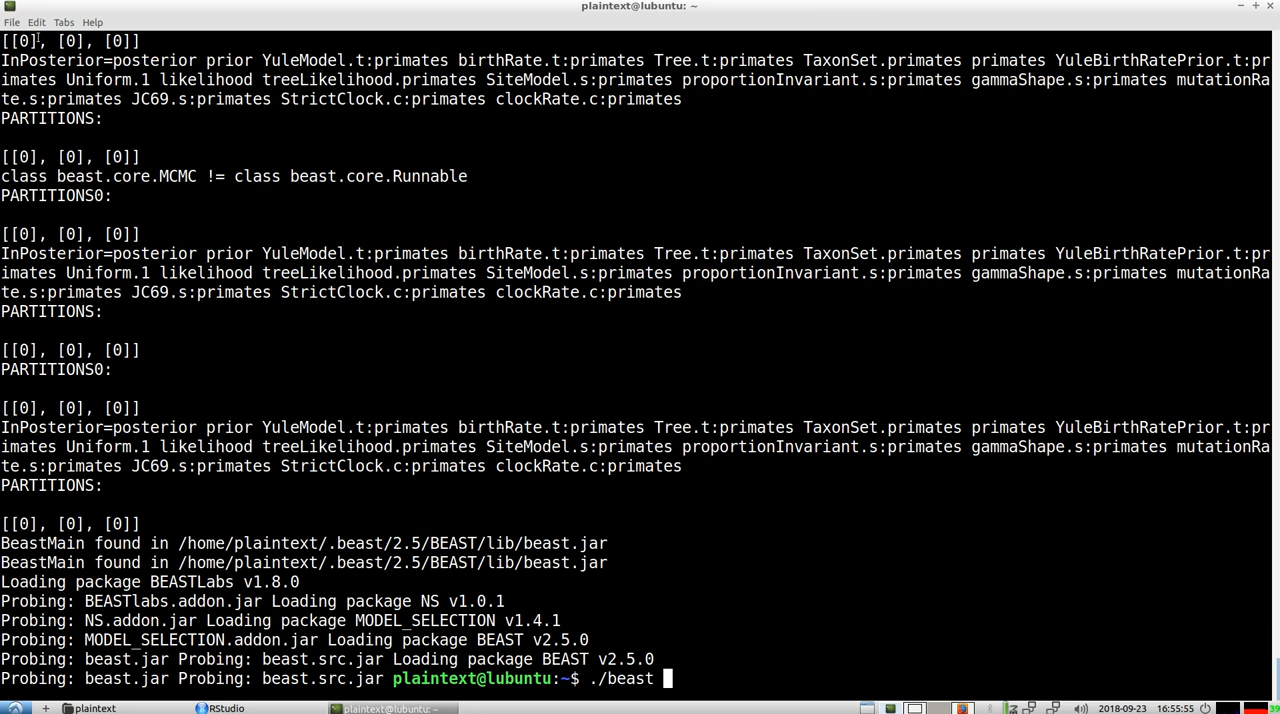 plaintext@lubuntu: ~
File Edit Tabs Help
[[0], [0], [0]]
InPosterior=posterior prior YuleModel.t:primates birthRate.t:primates Tree.t:primates TaxonSet.primates primates YuleBirthRatePrior.t:pr
imates Uniform.1 likelihood treeLikelihood.primates SiteModel.s:primates proportionInvariant.s:primates gammaShape.s:primates mutationRa
te.s:primates JC69.s:primates StrictClock.c:primates clockRate.c:primates
PARTITIONS:
[[0], [0], [0]]
class beast.core.MCMC != class beast.core.Runnable
PARTITIONS0:
[[0], [0], [0]]
InPosterior=posterior prior YuleModel.t:primates birthRate.t:primates Tree.t:primates TaxonSet.primates primates YuleBirthRatePrior.t:pr
imates Uniform.1 likelihood treeLikelihood.primates SiteModel.s:primates proportionInvariant.s:primates gammaShape.s:primates mutationRa
te.s:primates JC69.s:primates StrictClock.c:primates clockRate.c:primates
PARTITIONS:
[[0], [0], [0]]
PARTITIONS0:
[[0], [0], [0]]
InPosterior=posterior prior YuleModel.t:primates birthRate.t:primates Tree.t:primates TaxonSet.primates primates YuleBirthRatePrior.t:pr
imates Uniform.1 likelihood treeLikelihood.primates SiteModel.s:primates proportionInvariant.s:primates gammaShape.s:primates mutationRa
te.s:primates JC69.s:primates StrictClock.c:primates clockRate.c:primates
PARTITIONS:
[[0], [0], [0]]
BeastMain found in /home/plaintext/.beast/2.5/BEAST/lib/beast.jar
BeastMain found in /home/plaintext/.beast/2.5/BEAST/lib/beast.jar
Loading package BEASTLabs v1.8.0
Probing: BEASTlabs.addon.jar Loading package NS v1.0.1
Probing: NS.addon.jar Loading package MODEL_SELECTION v1.4.1
Probing: MODEL_SELECTION.addon.jar Loading package BEAST v2.5.0
Probing: beast.jar Probing: beast.src.jar Loading package BEAST v2.5.0
Probing: beast.jar Probing: beast.src.jar plaintext@lubuntu:~$ ./beast
plaintext RStudio plaintext@lubuntu: ~ 2018-09-23 16:55:55 39